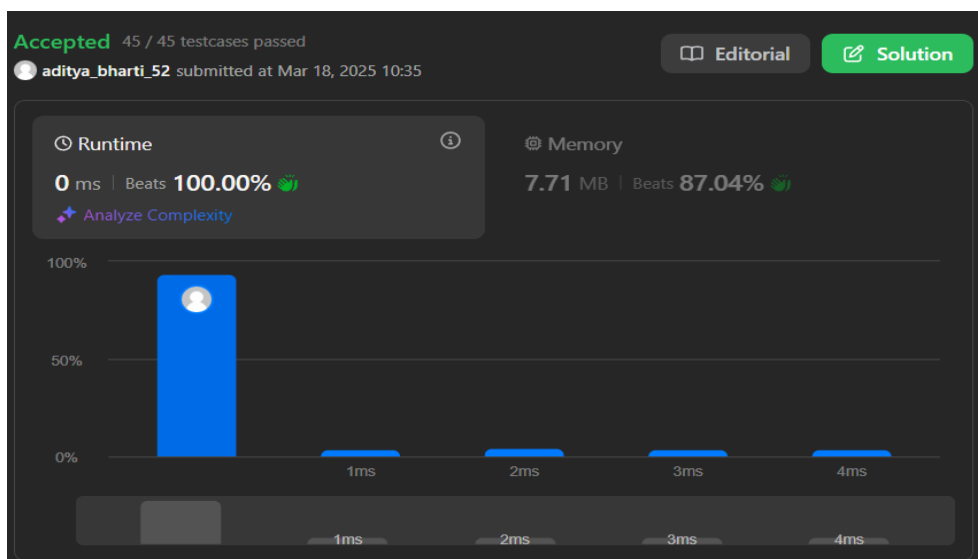 Accepted 45 / 45 testcases passed
Editorial
Solution
aditya_bharti_52 submitted at Mar 18, 2025 10:35
Runtime
0 ms | Beats 100.00%
Analyze Complexity
Memory
7.71 MB | Beats 87.04%
100%
50%
0%
1ms 2ms 3ms 4ms
1ms 2ms 3ms 4ms